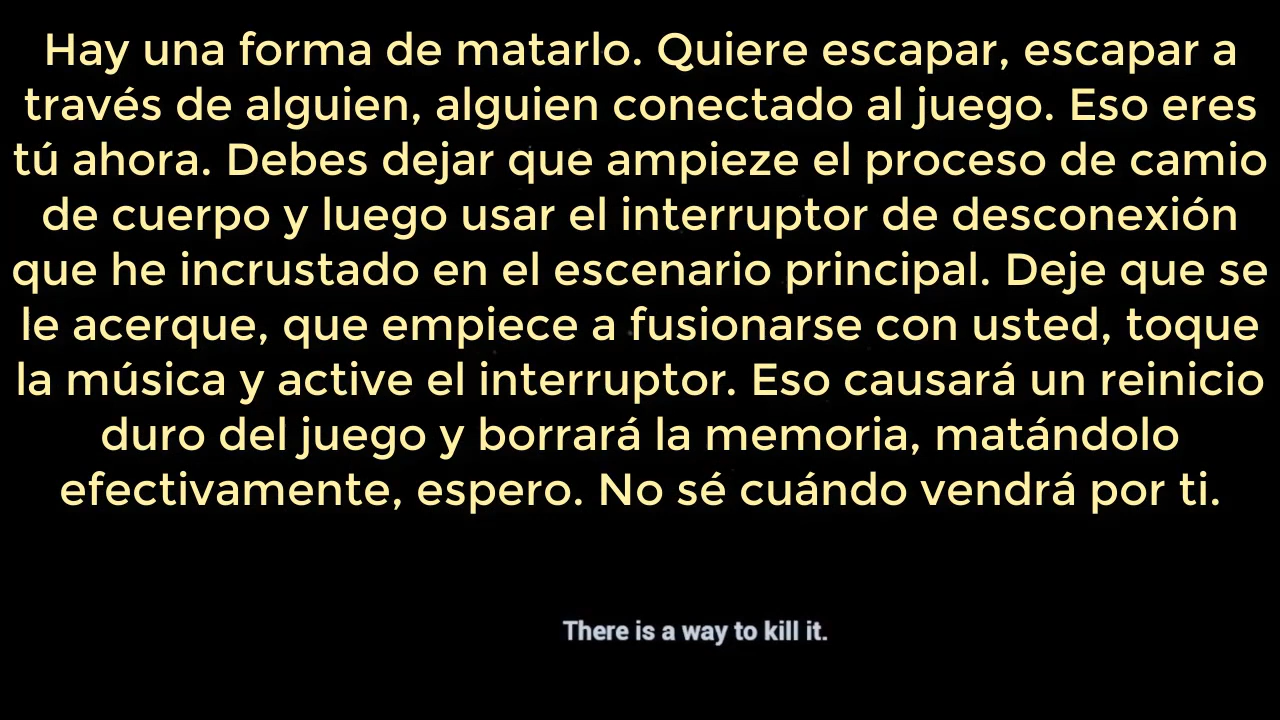 Hay una forma de matarlo. Quiere escapar, escapar a
través de alguien, alguien conectado al juego. Eso eres
tú ahora. Debes dejar que ampieze el proceso de camio
de cuerpo y luego usar el interruptor de desconexión
que he incrustado en el escenario principal. Deje que se
le acerque, que empiece a fusionarse con usted, toque
la música y active el interruptor. Eso causará un reinicio
duro del juego y borrará la memoria, matándolo
efectivamente, espero. No sé cuándo vendrá por ti.
There is a way to kill it.